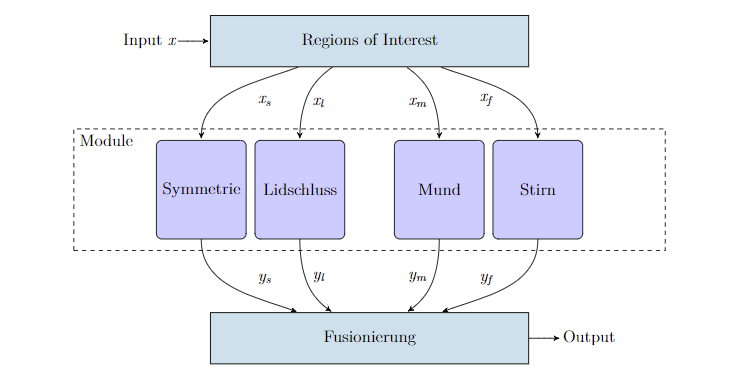 Input x
Regions of Interest
x_s
x_l
x_m
x_f
Module
Symmetrie
Lidschluss
Mund
Stirn
y_s
y_l
y_m
y_f
Fusionierung
Output